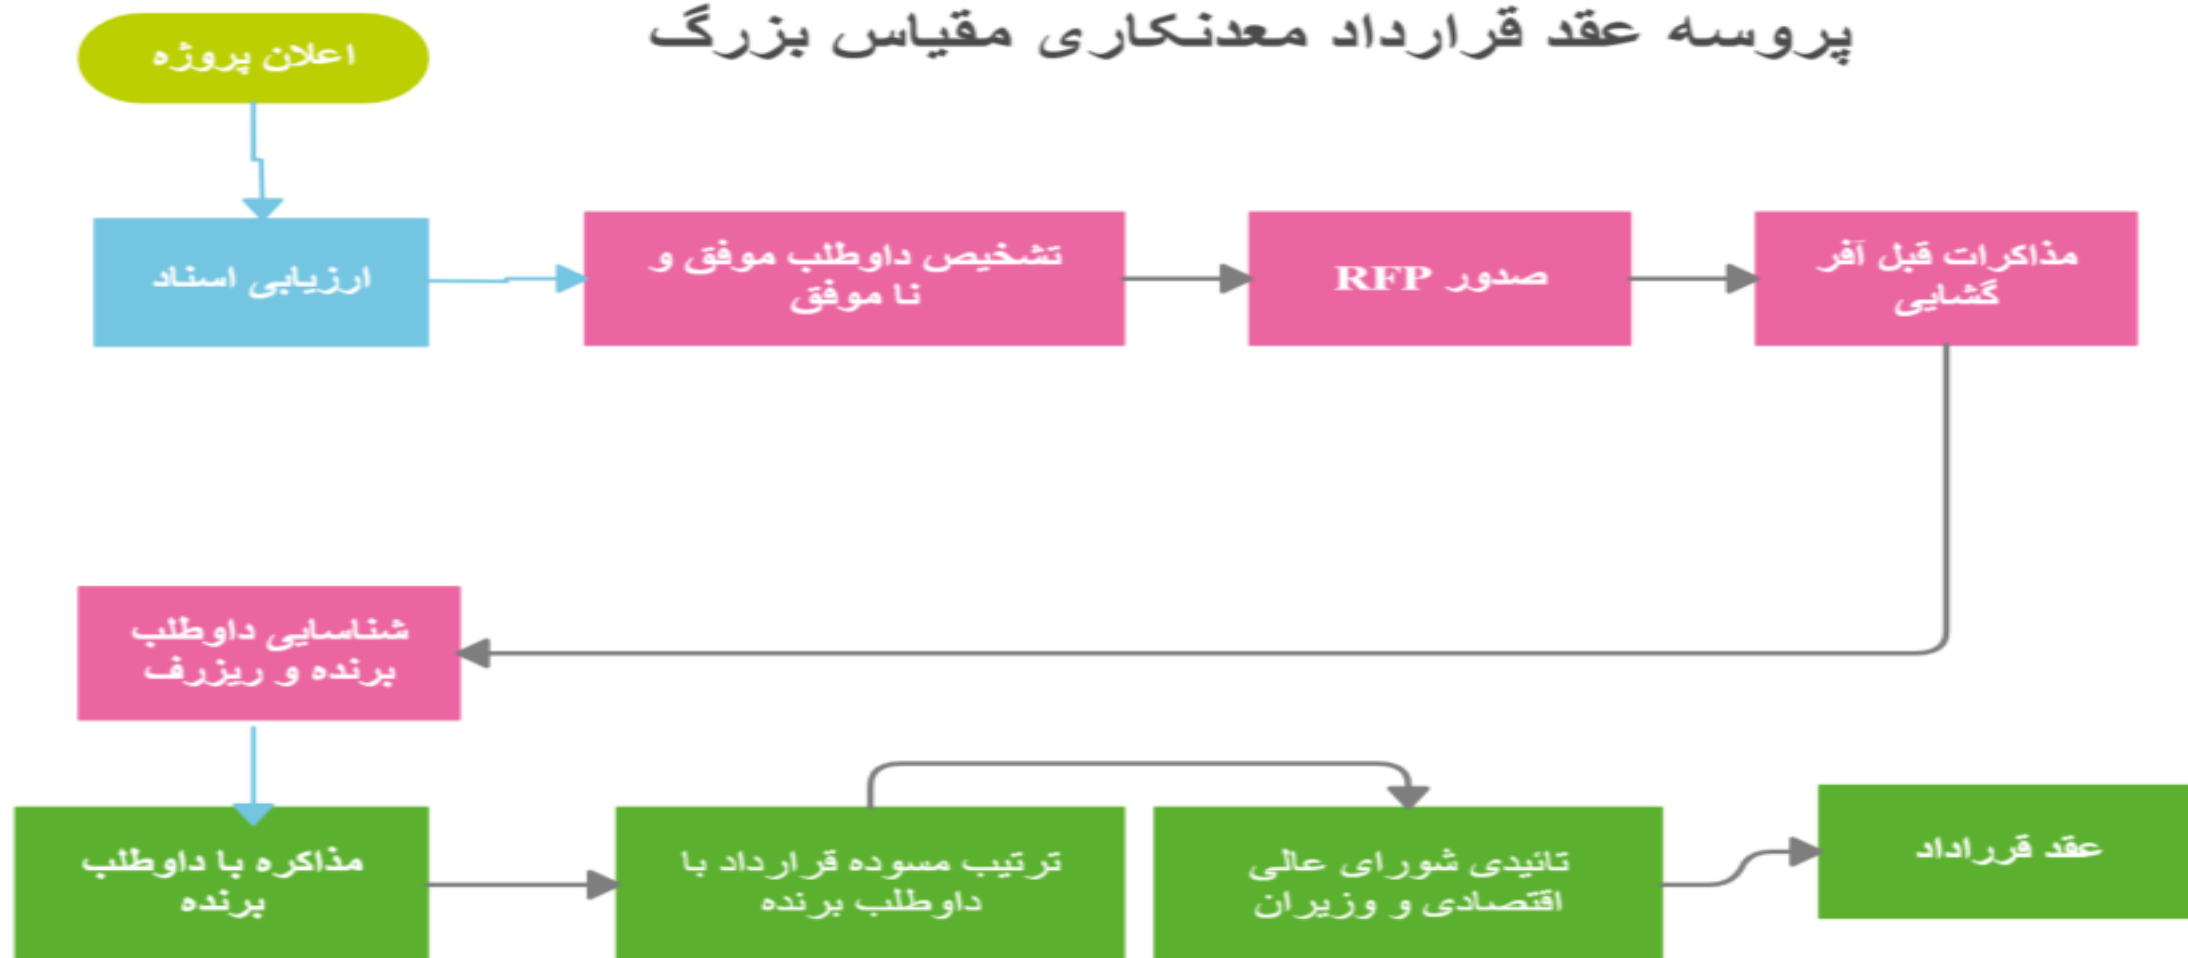 پروسه عقد قرارداد معدنکاری مقیاس بزرگ
اعلان پروژه
ارزیابی اسناد
تشخیص داوطلب موفق و
نا موفق
صدور RFP
مذاکرات قبل آفر
گشایی
شناسایی داوطلب
برنده و ریزرف
مذاکره با داوطلب
برنده
ترتیب مسوده قرارداد با
داوطلب برنده
تائیدی شورای عالی
اقتصادی و وزیران
عقد قرراداد